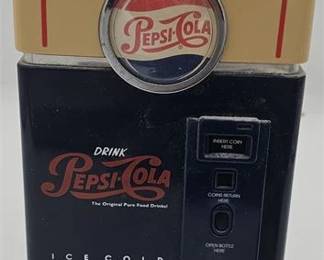 PEPSI-COLA
INSERT COIN
HERE
DRINK
PEPSI-COLA
The Original Pure Food Drink!
COINS RETURN
HERE
OPEN BOTTLE
HERE
ICE COLD